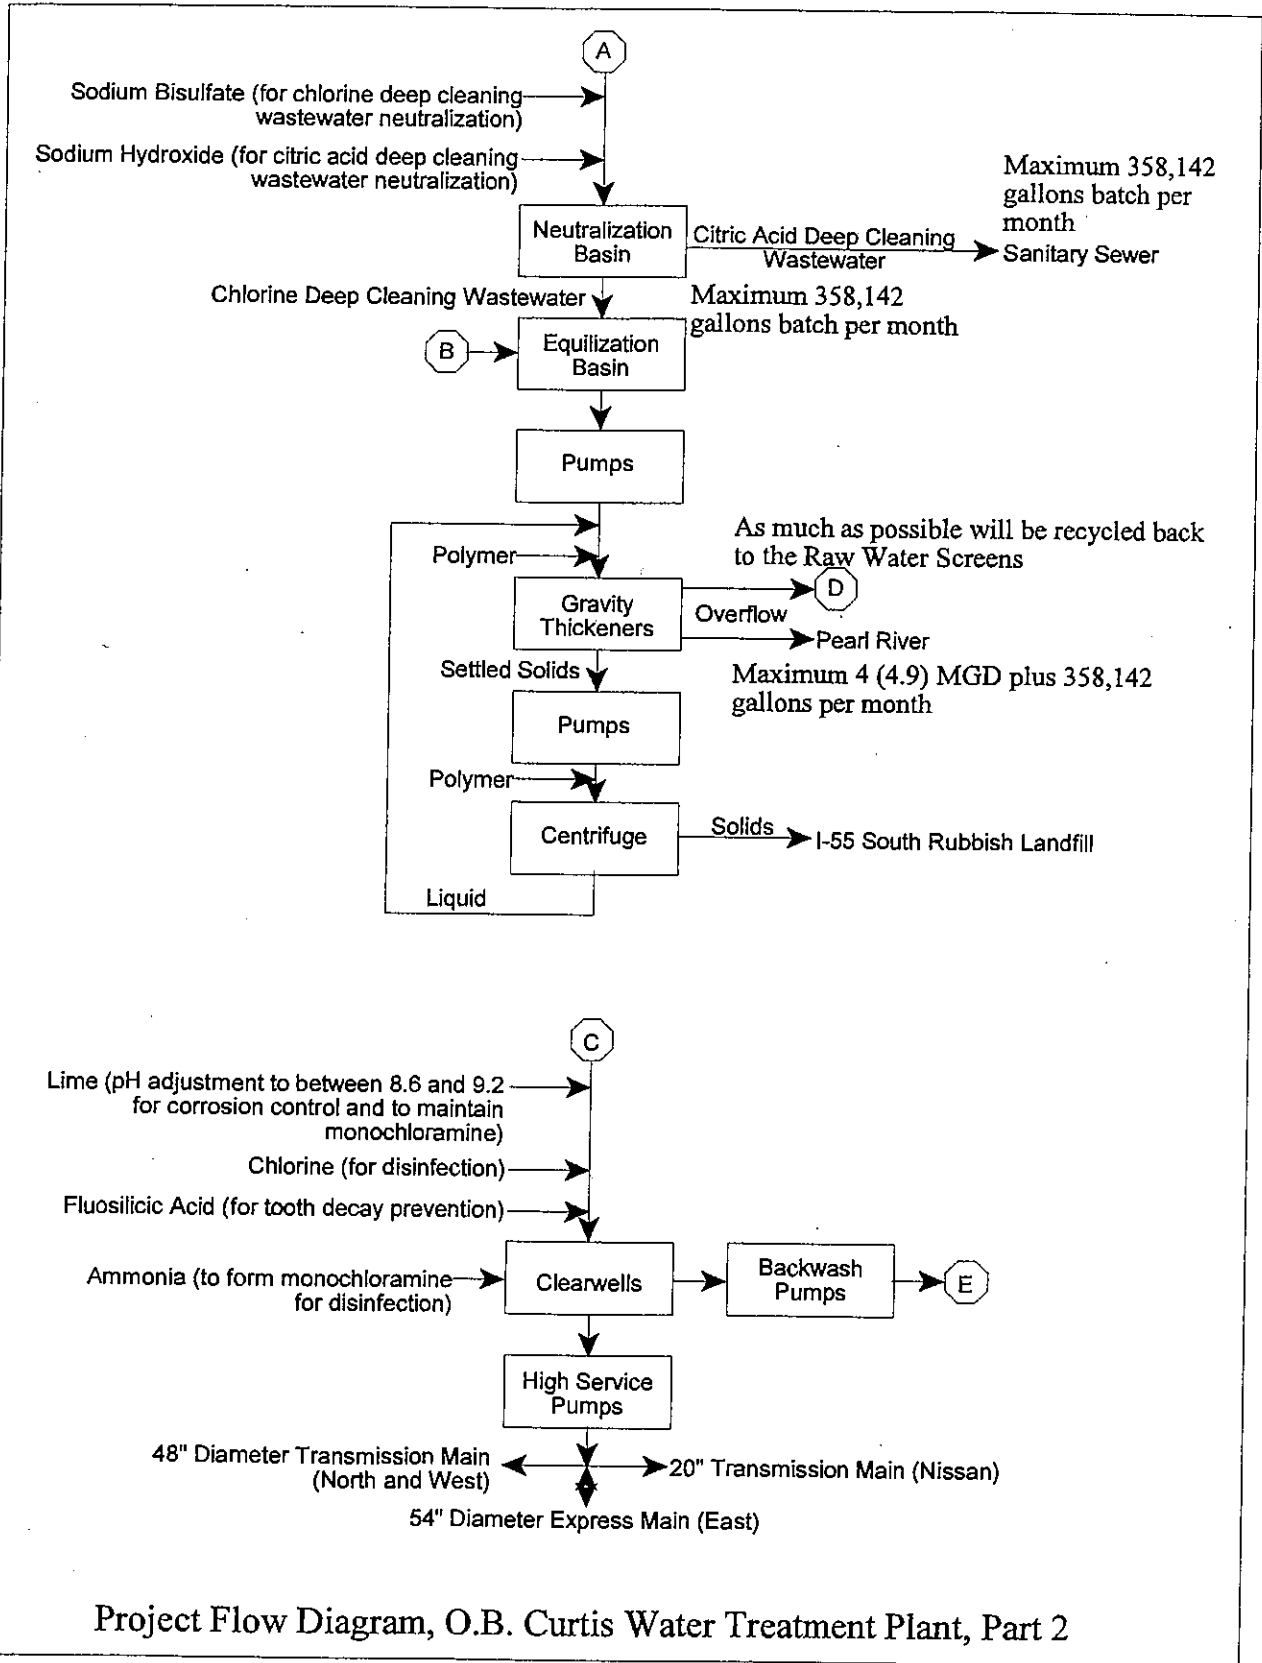 A
Sodium Bisulfate (for chlorine deep cleaning
wastewater neutralization)
Sodium Hydroxide (for citric acid deep cleaning
wastewater neutralization)
Maximum 358,142
gallons batch per
month
Neutralization
Basin
Citric Acid Deep Cleaning
Wastewater
Sanitary Sewer
Chlorine Deep Cleaning Wastewater
Maximum 358,142
gallons batch per month
B
Equilization
Basin
Pumps
As much as possible will be recycled back
to the Raw Water Screens
Polymer
D
Gravity
Thickeners
Overflow
Pearl River
Settled Solids
Maximum 4 (4.9) MGD plus 358,142
gallons per month
Pumps
Polymer
Centrifuge
Solids
I-55 South Rubbish Landfill
Liquid
C
Lime (pH adjustment to between 8.6 and 9.2
for corrosion control and to maintain
monochloramine)
Chlorine (for disinfection)
Fluosilicic Acid (for tooth decay prevention)
Ammonia (to form monochloramine
for disinfection)
Clearwells
Backwash
Pumps
E
High Service
Pumps
48" Diameter Transmission Main
(North and West)
20" Transmission Main (Nissan)
54" Diameter Express Main (East)
Project Flow Diagram, O.B. Curtis Water Treatment Plant, Part 2